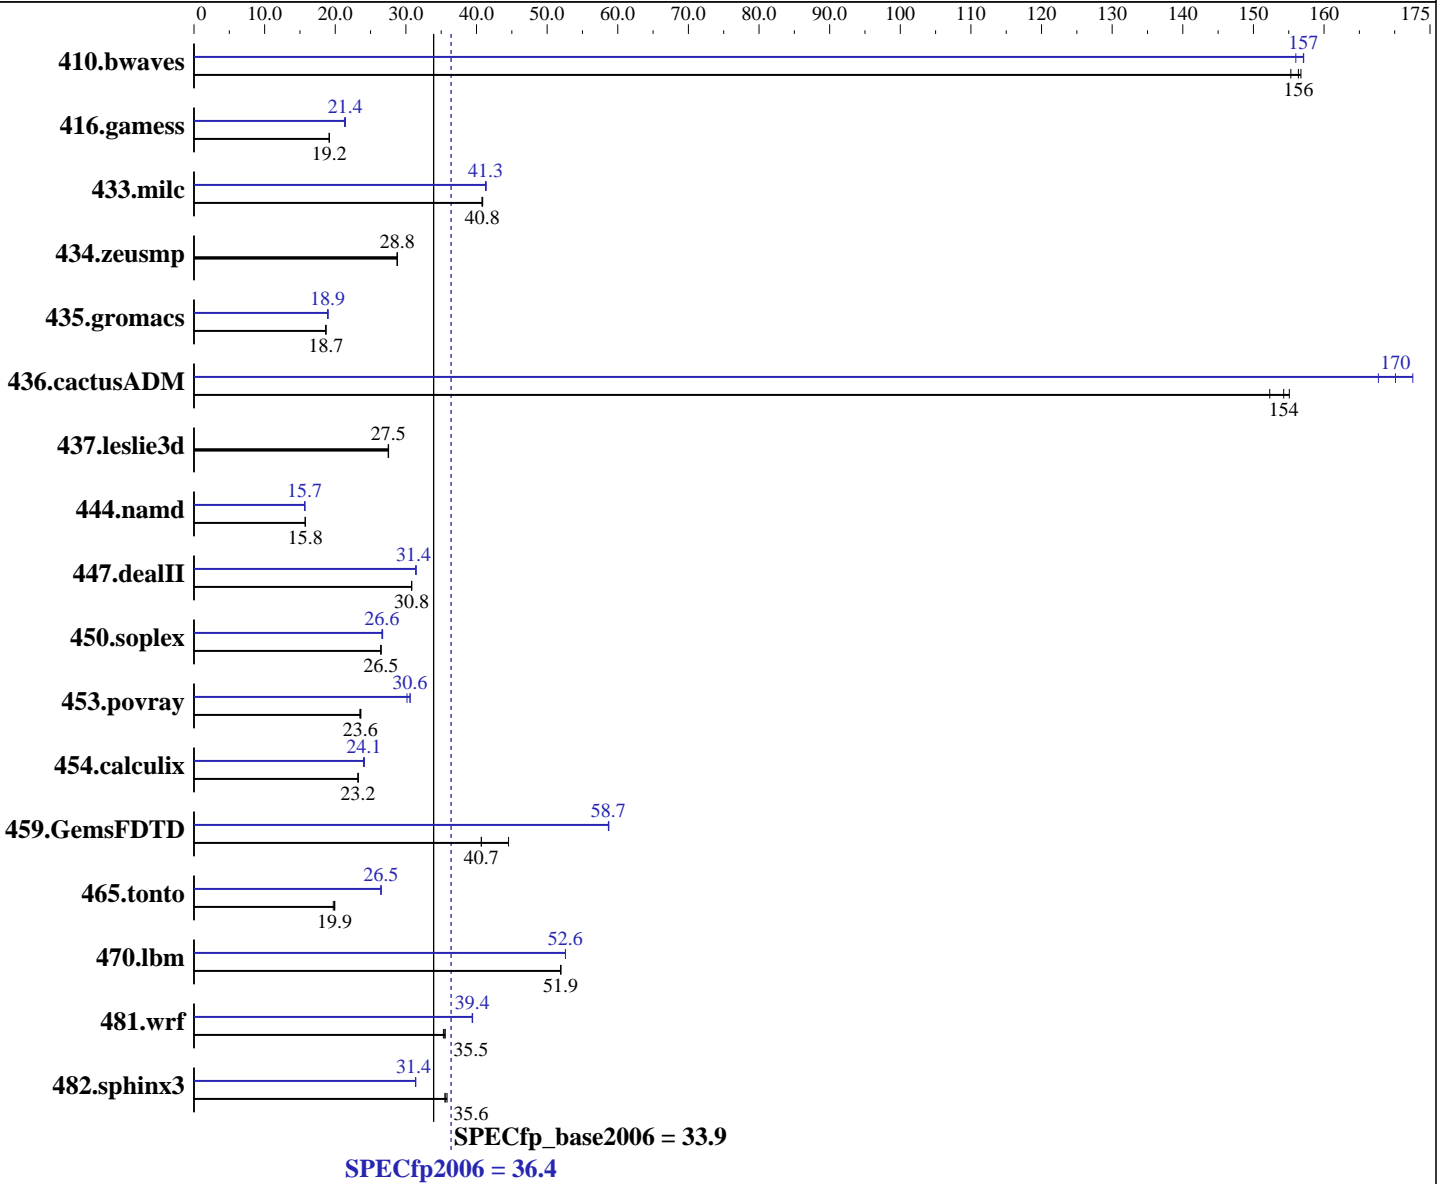 0 10.0 20.0 30.0 40.0 50.0 60.0 70.0 80.0 90.0 100 110 120 130 140 150 160 175
157
410.bwaves
156
21.4
416.gamess
19.2
41.3
433.milc
40.8
28.8
434.zeusmp
18.9
435.gromacs
18.7
170
436.cactusADM
154
27.5
437.leslie3d
15.7
444.namd
15.8
31.4
447.dealII
30.8
26.6
450.soplex
26.5
30.6
453.povray
23.6
24.1
454.calculix
23.2
58.7
459.GemsFDTD
40.7
26.5
465.tonto
19.9
52.6
470.lbm
51.9
39.4
481.wrf
35.5
31.4
482.sphinx3
35.6
SPECfp_base2006 = 33.9
SPECfp2006 = 36.4